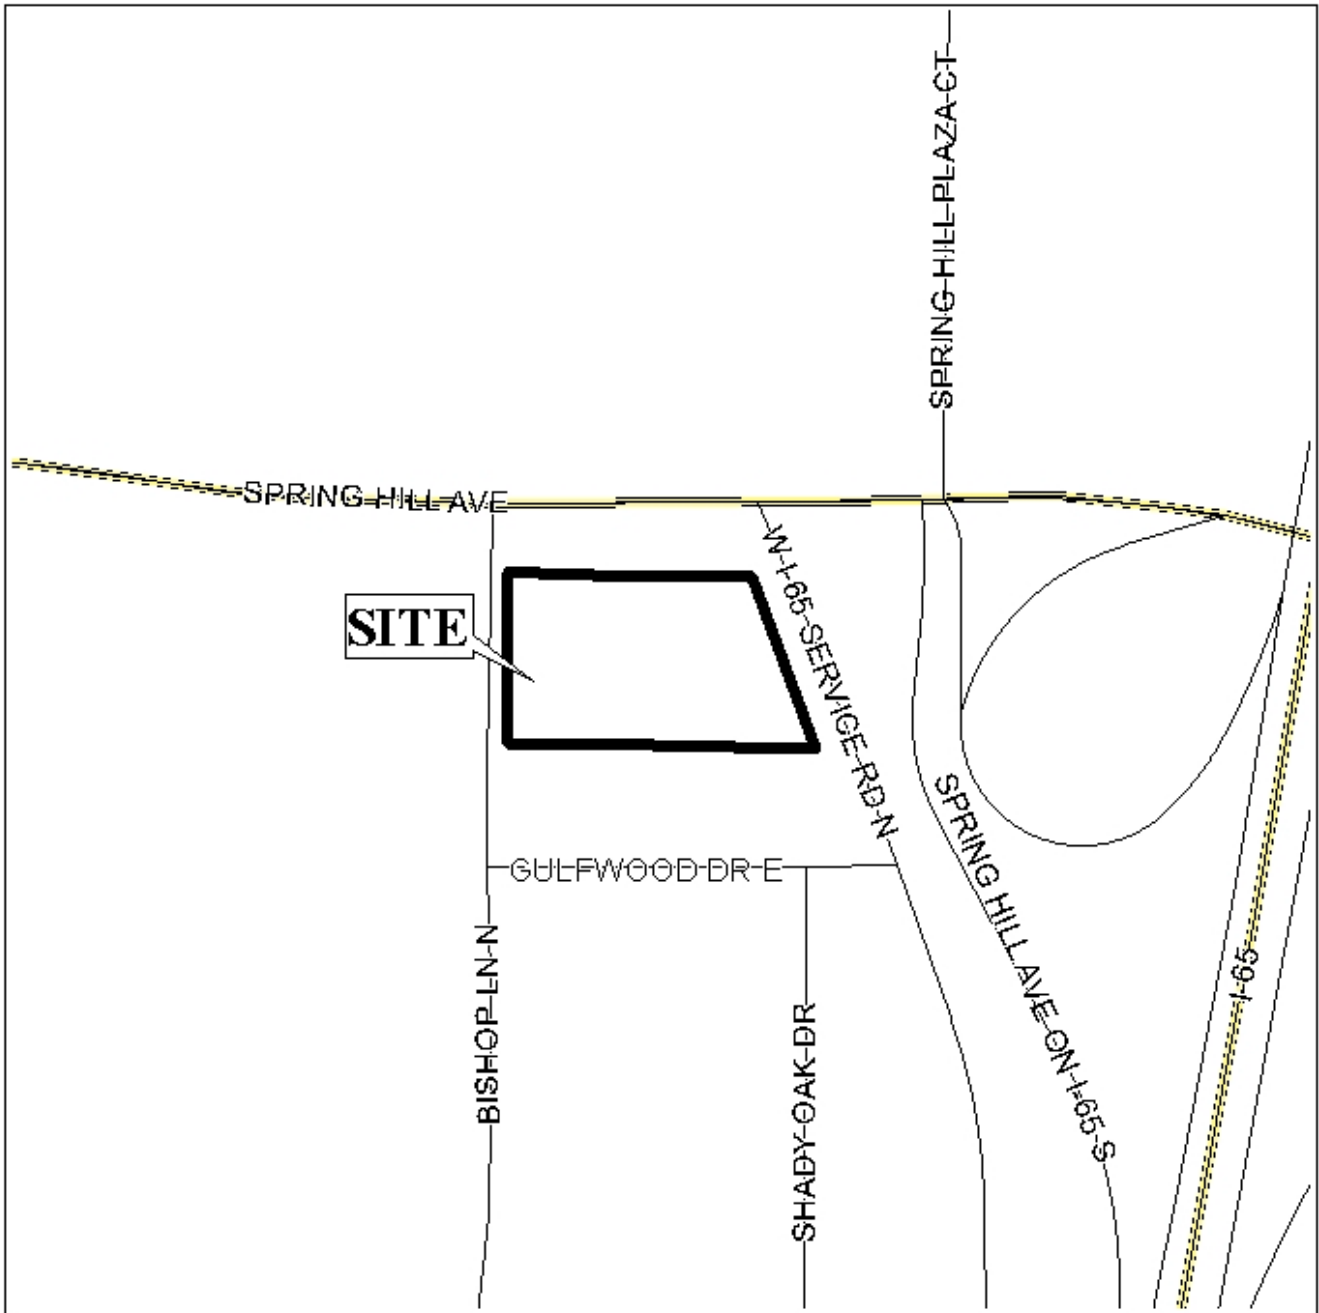 SPRING HILL PLAZA CT
SPRING HILL AVE
W I-65 SERVICE RD N
SITE
SPRING HILL AVE ON I-65 S
GULFWOOD DR E
BISHOP LN N
I-65
SHADY OAK DR